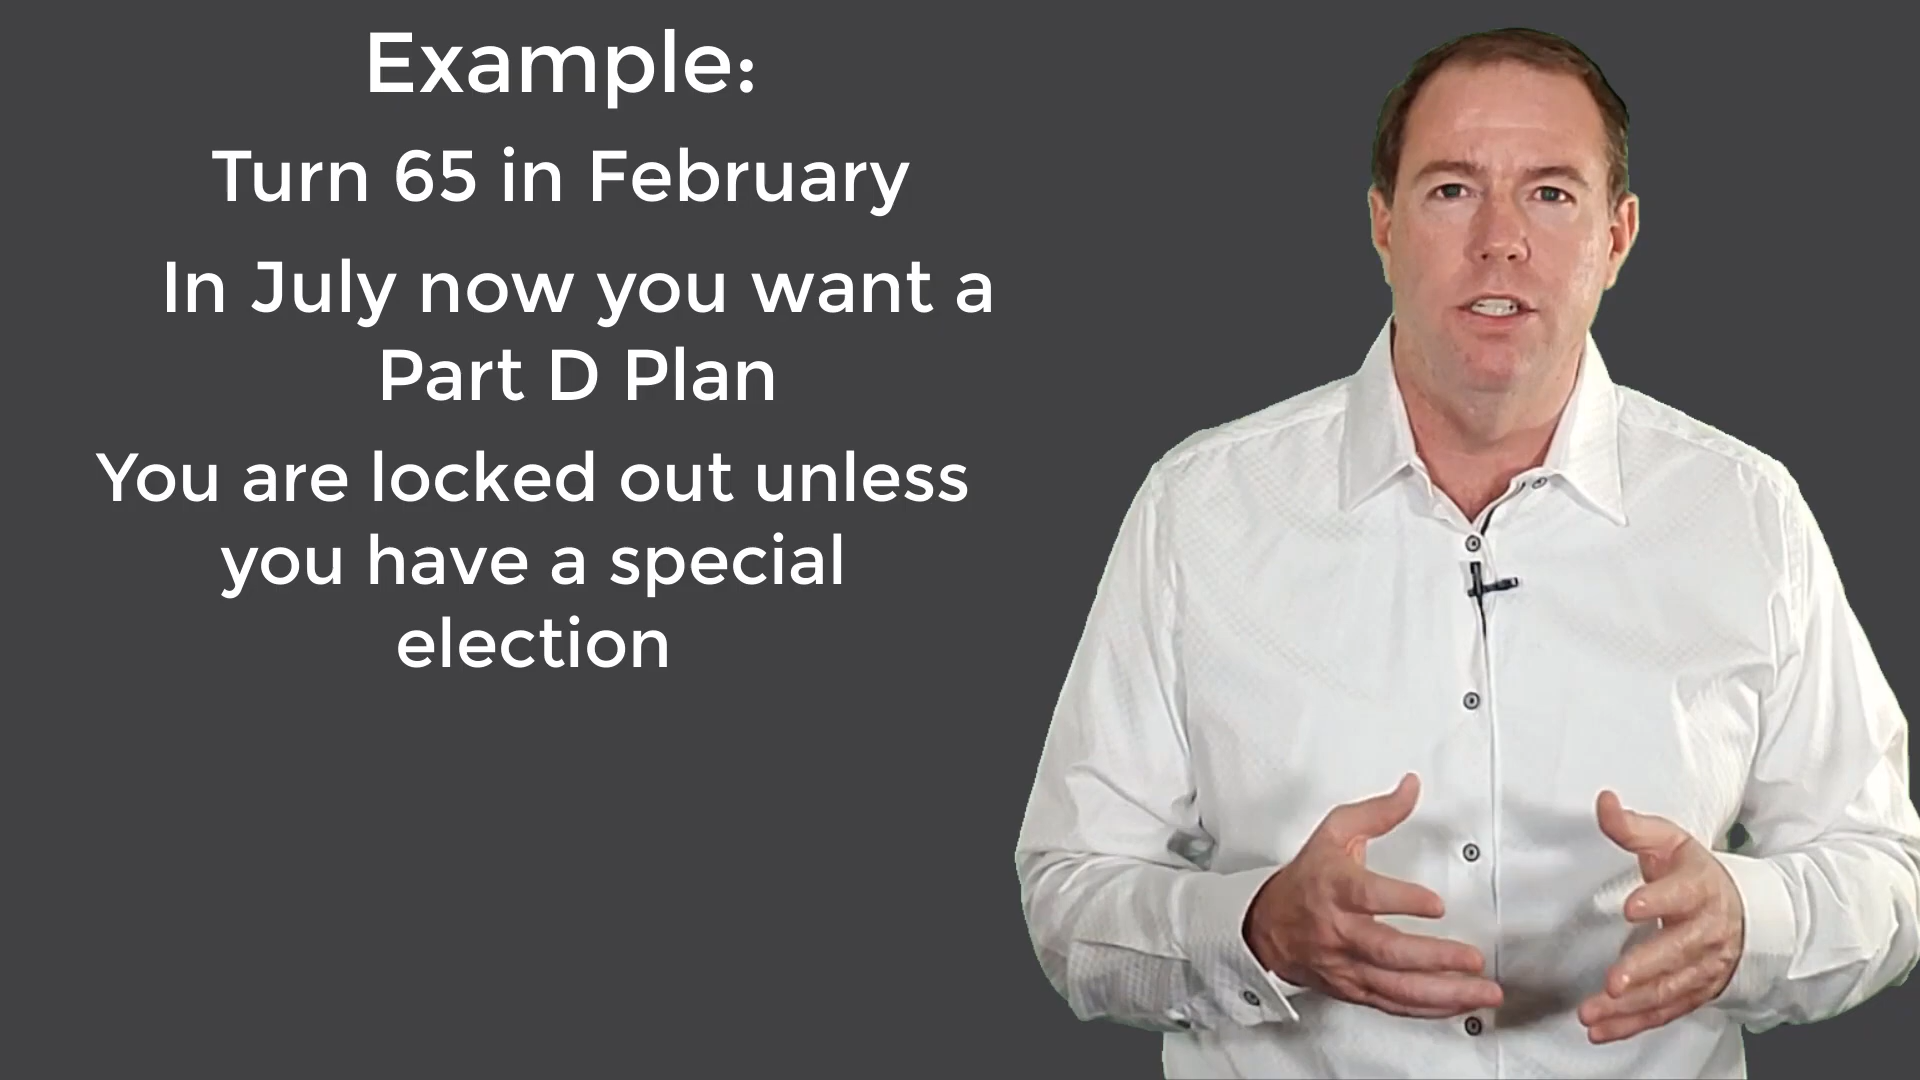 Example:
Turn 65 in February
In July now you want a
Part D Plan
You are locked out unless
you have a special
election